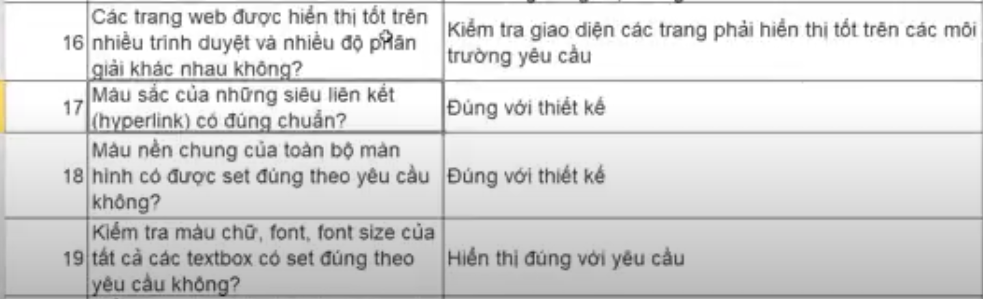 Các trang web được hiển thị tốt trên
16 nhiều trình duyệt và nhiều độ phân
giải khác nhau không?
Kiểm tra giao diện các trang phải hiển thị tốt trên các môi
trường yêu cầu
Màu sắc của những siêu liên kết
17 (hyperlink) có đúng chuẩn?
Đúng với thiết kế
Màu nền chung của toàn bộ màn
18 hình có được set đúng theo yêu cầu
không?
Đúng với thiết kế
Kiểm tra màu chữ, font, font size của
19 tất cả các textbox có set đúng theo
yêu cầu không?
Hiển thị đúng với yêu cầu